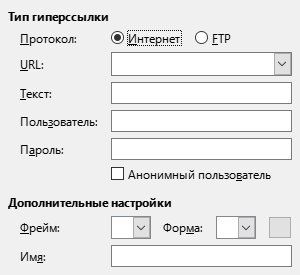 Тип гиперссылки
Протокол: Интернет FTP
URL:
Текст:
Пользователь:
Пароль:
Анонимный пользователь
Дополнительные настройки
Фрейм: Форма:
Имя: